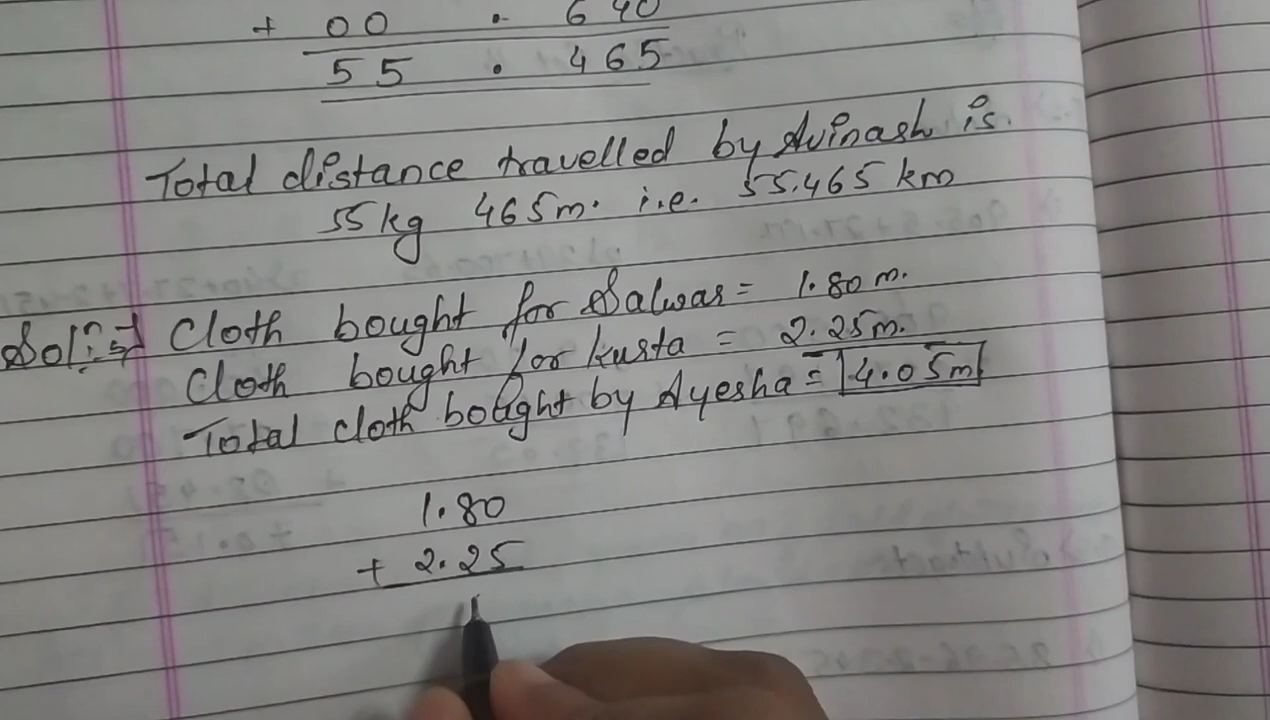 + 00 . 640
55 . 465
Total distance travelled by Avinash is.
55kg 465m. i.e. 55.465 km
Cloth bought for Salwar = 1.80 m.
Cloth bought for kurta = 2.25m.
Total cloth bought by Ayesha = 4.05m
1.80
+ 2.25